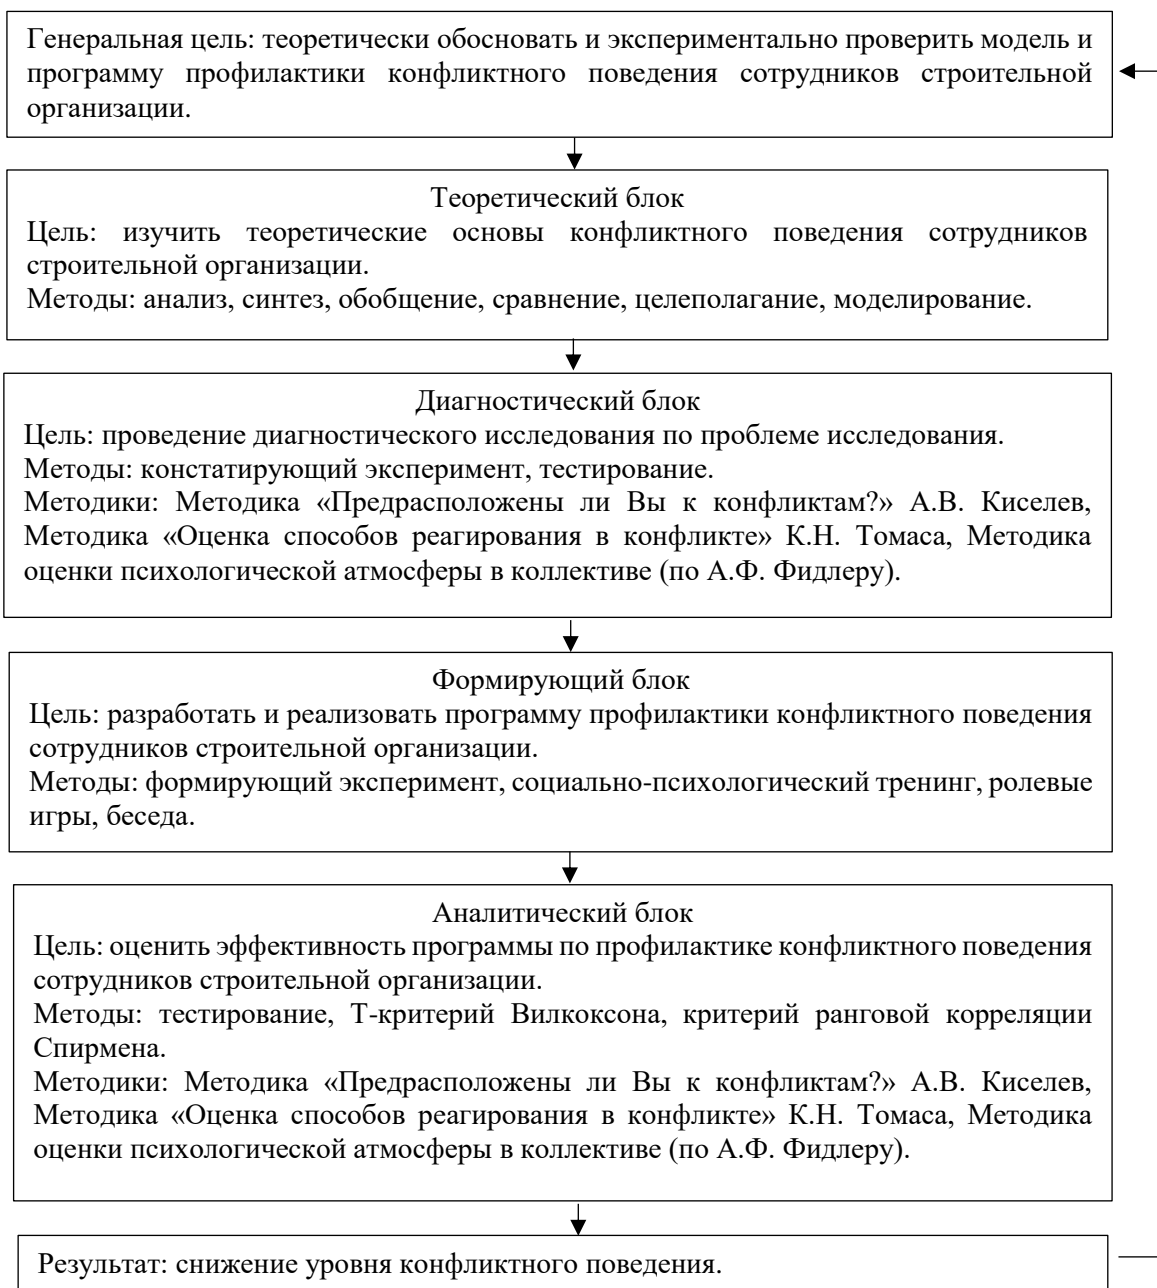 Генеральная цель: теоретически обосновать и экспериментально проверить модель и
программу профилактики конфликтного поведения сотрудников строительной
организации.
Теоретический блок
Цель: изучить теоретические основы конфликтного поведения сотрудников
строительной организации.
Методы: анализ, синтез, обобщение, сравнение, целеполагание, моделирование.
Диагностический блок
Цель: проведение диагностического исследования по проблеме исследования.
Методы: констатирующий эксперимент, тестирование.
Методики: Методика «Предрасположены ли Вы к конфликтам?» А.В. Киселев,
Методика «Оценка способов реагирования в конфликте» К.Н. Томаса, Методика
оценки психологической атмосферы в коллективе (по А.Ф. Фидлеру).
Формирующий блок
Цель: разработать и реализовать программу профилактики конфликтного поведения
сотрудников строительной организации.
Методы: формирующий эксперимент, социально-психологический тренинг, ролевые
игры, беседа.
Аналитический блок
Цель: оценить эффективность программы по профилактике конфликтного поведения
сотрудников строительной организации.
Методы: тестирование, Т-критерий Вилкоксона, критерий ранговой корреляции
Спирмена.
Методики: Методика «Предрасположены ли Вы к конфликтам?» А.В. Киселев,
Методика «Оценка способов реагирования в конфликте» К.Н. Томаса, Методика
оценки психологической атмосферы в коллективе (по А.Ф. Фидлеру).
Результат: снижение уровня конфликтного поведения.